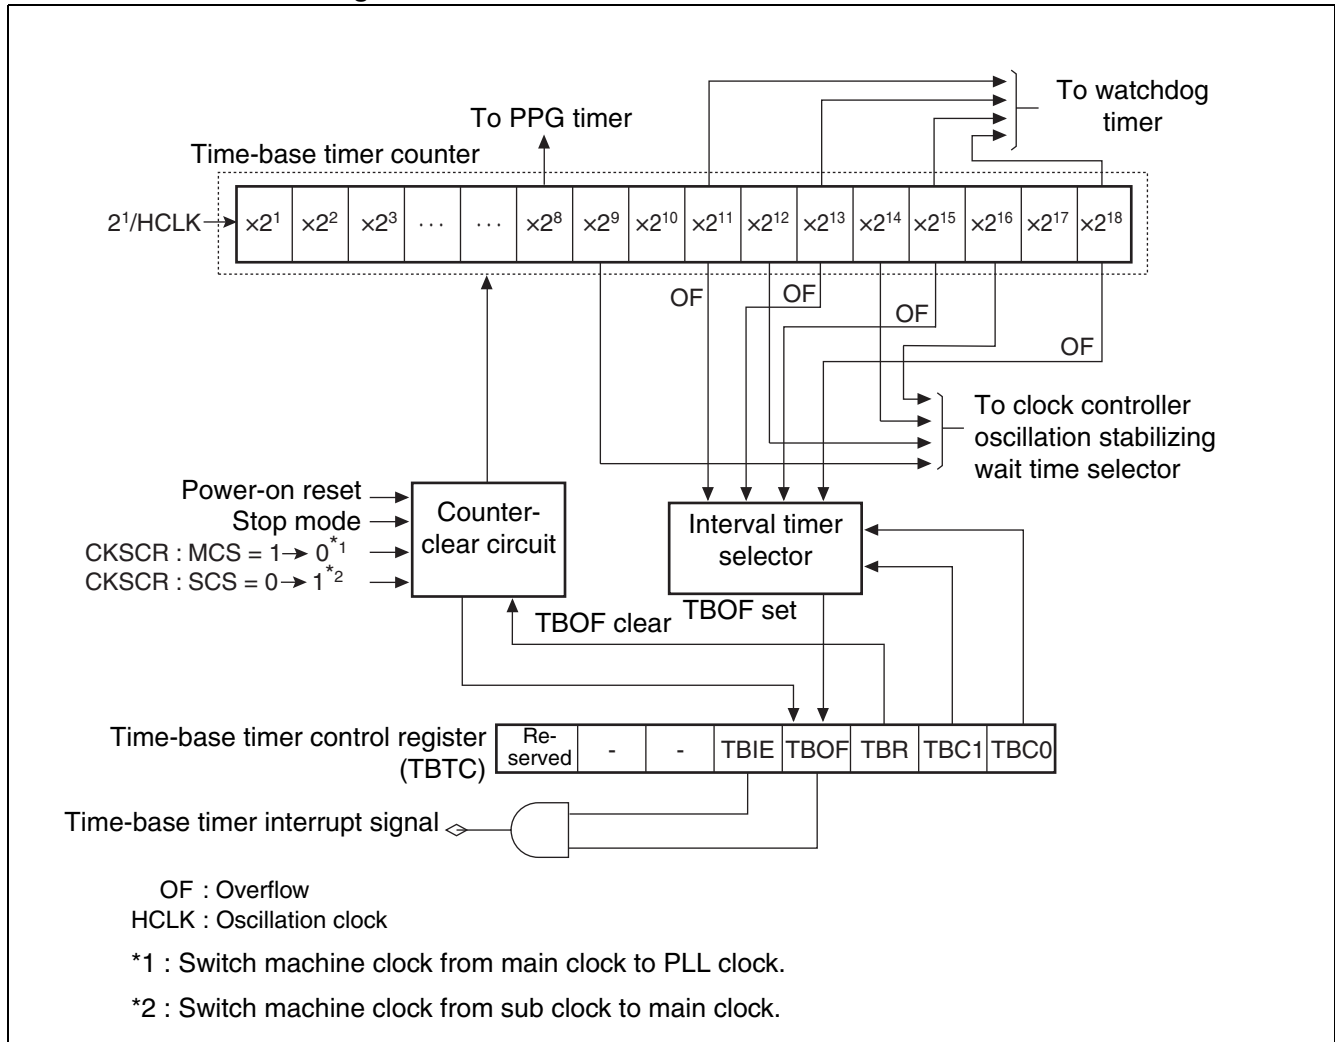 To PPG timer
To watchdog
timer
Time-base timer counter
2¹/HCLK
×2¹ ×2² ×2³ ··· ··· ×2⁸ ×2⁹ ×2¹⁰ ×2¹¹ ×2¹² ×2¹³ ×2¹⁴ ×2¹⁵ ×2¹⁶ ×2¹⁷ ×2¹⁸
OF
OF
OF
OF
To clock controller
oscillation stabilizing
wait time selector
Power-on reset
Stop mode
CKSCR : MCS = 1→ 0*1
CKSCR : SCS = 0→ 1*2
Counter-
clear circuit
Interval timer
selector
TBOF clear
TBOF set
Time-base timer control register
(TBTC)
Re-
served - - TBIE TBOF TBR TBC1 TBC0
Time-base timer interrupt signal
OF : Overflow
HCLK : Oscillation clock
*1 : Switch machine clock from main clock to PLL clock.
*2 : Switch machine clock from sub clock to main clock.